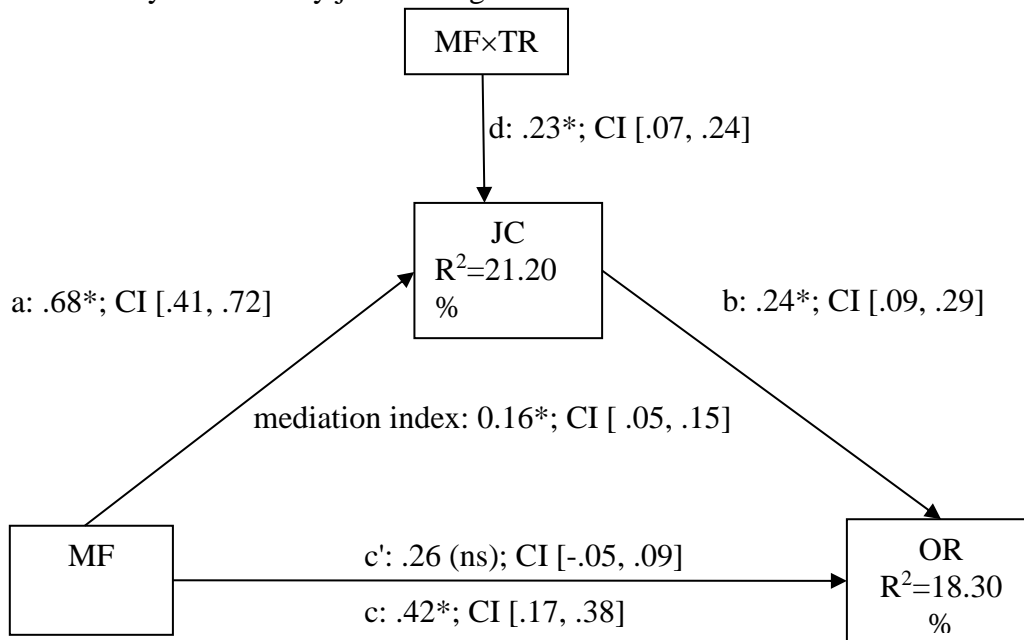 MF×TR
d: .23*; CI [.07, .24]
JC
R²=21.20
%
a: .68*; CI [.41, .72]
b: .24*; CI [.09, .29]
mediation index: 0.16*; CI [ .05, .15]
MF
c': .26 (ns); CI [-.05, .09]
c: .42*; CI [.17, .38]
OR
R²=18.30
%